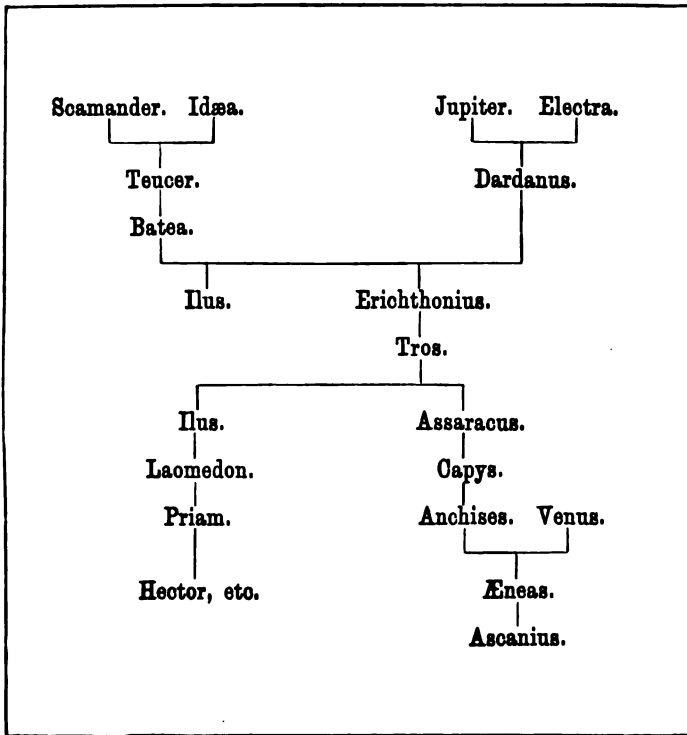 Scamander. Idæa. Jupiter. Electra.
Teucer. Dardanus.
Batea.
Ilus. Erichthonius.
Tros.
Ilus. Assaracus.
Laomedon. Capys.
Priam. Anchises. Venus.
Hector, etc. Æneas.
Ascanius.